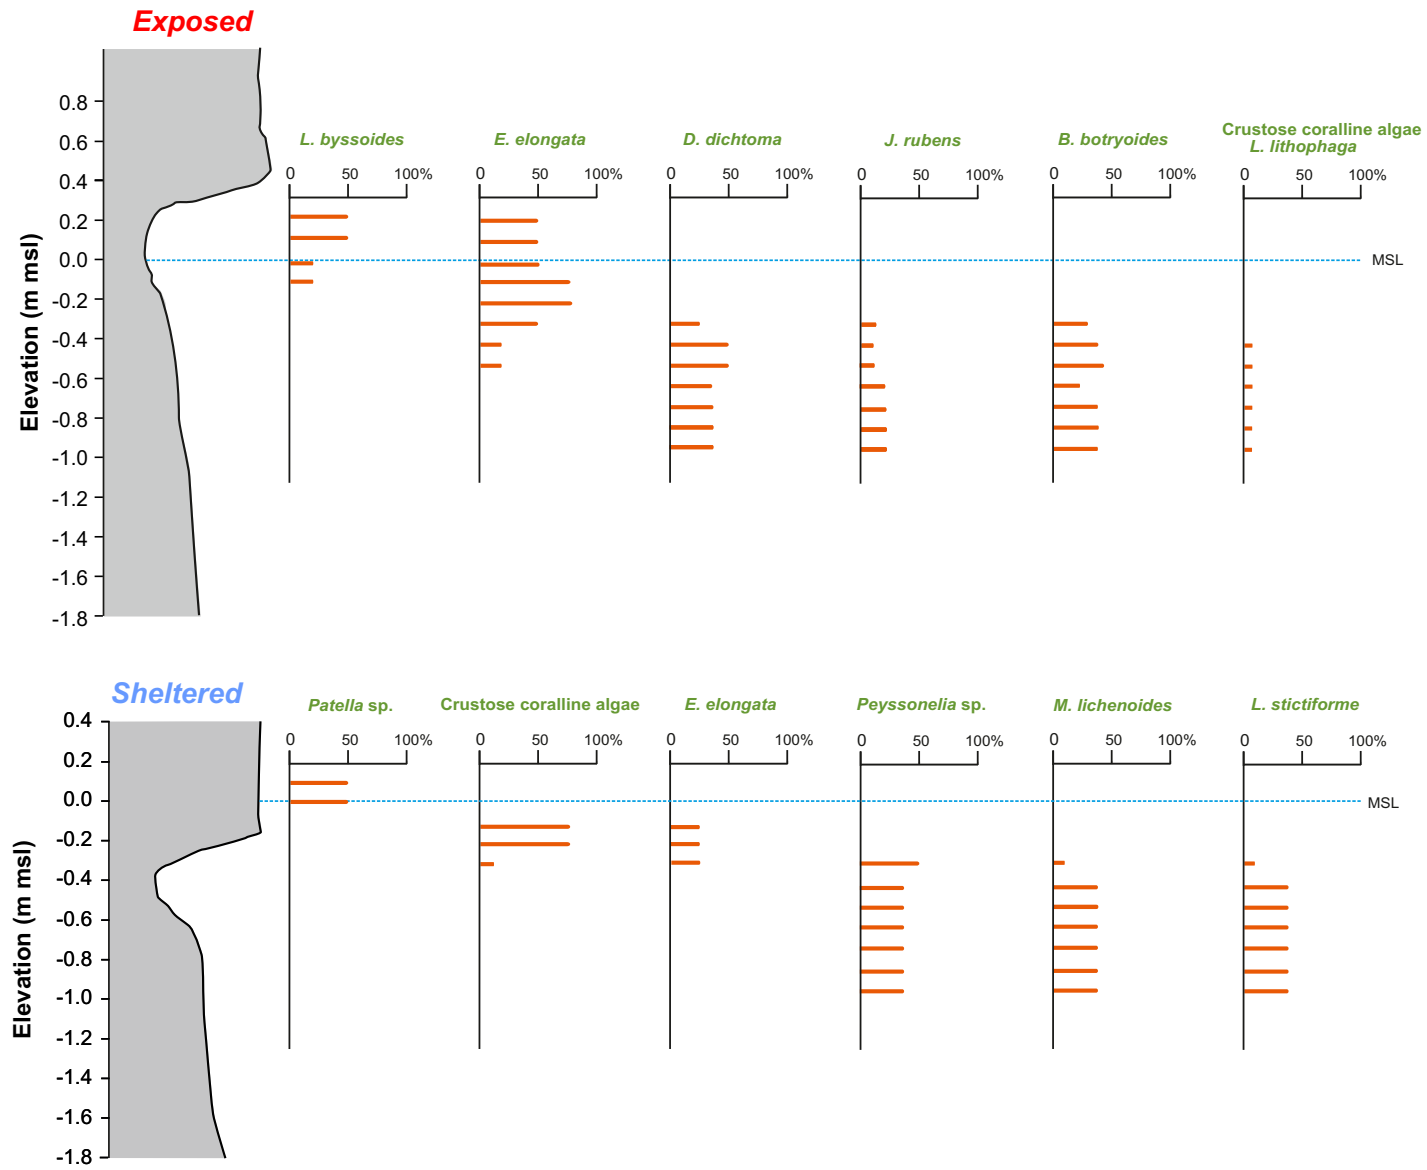 Exposed
Elevation (m msl)
0.8
0.6
0.4
0.2
0.0
-0.2
-0.4
-0.6
-0.8
-1.0
-1.2
-1.4
-1.6
-1.8
L. byssoides
0 50 100%
E. elongata
0 50 100%
D. dichtoma
0 50 100%
J. rubens
0 50 100%
B. botryoides
0 50 100%
Crustose coralline algae
L. lithophaga
0 50 100%
MSL
Sheltered
Elevation (m msl)
0.4
0.2
0.0
-0.2
-0.4
-0.6
-0.8
-1.0
-1.2
-1.4
-1.6
-1.8
Patella sp.
0 50 100%
Crustose coralline algae
0 50 100%
E. elongata
0 50 100%
Peyssonelia sp.
0 50 100%
M. lichenoides
0 50 100%
L. stictiforme
0 50 100%
MSL